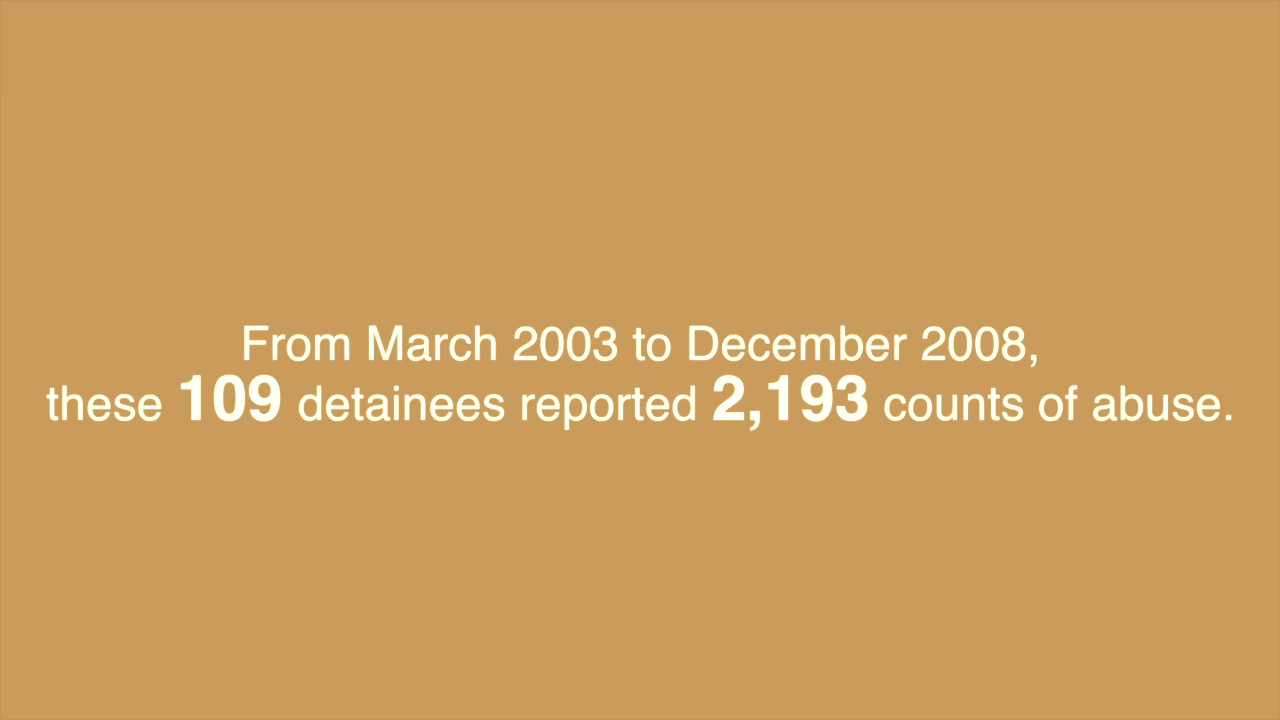 From March 2003 to December 2008,
these 109 detainees reported 2,193 counts of abuse.